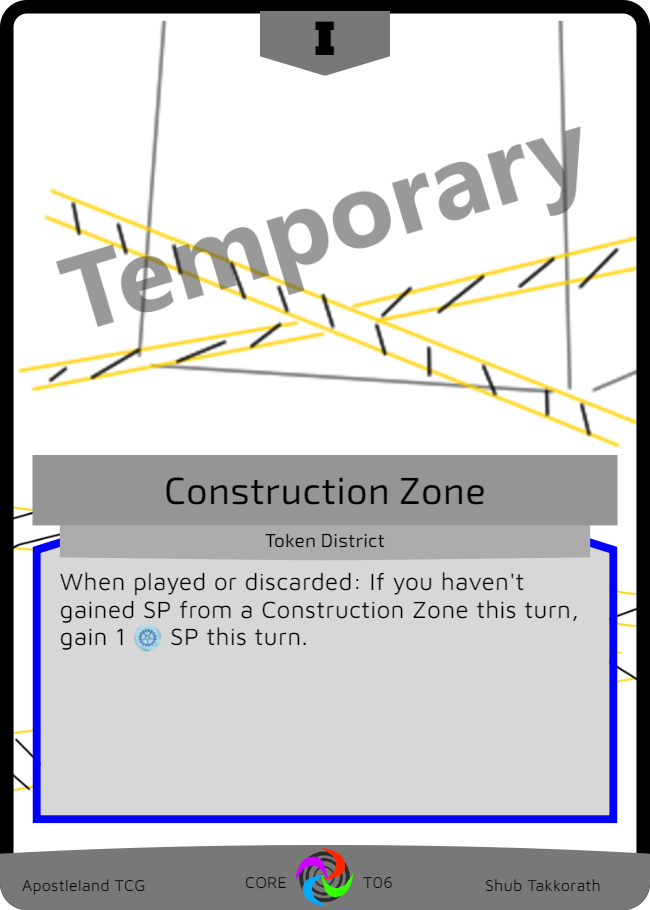 I
Temporary
Construction Zone
Token District
When played or discarded: If you haven't
gained SP from a Construction Zone this turn,
gain 1 SP this turn.
Apostleland TCG
CORE T06
Shub Takkorath